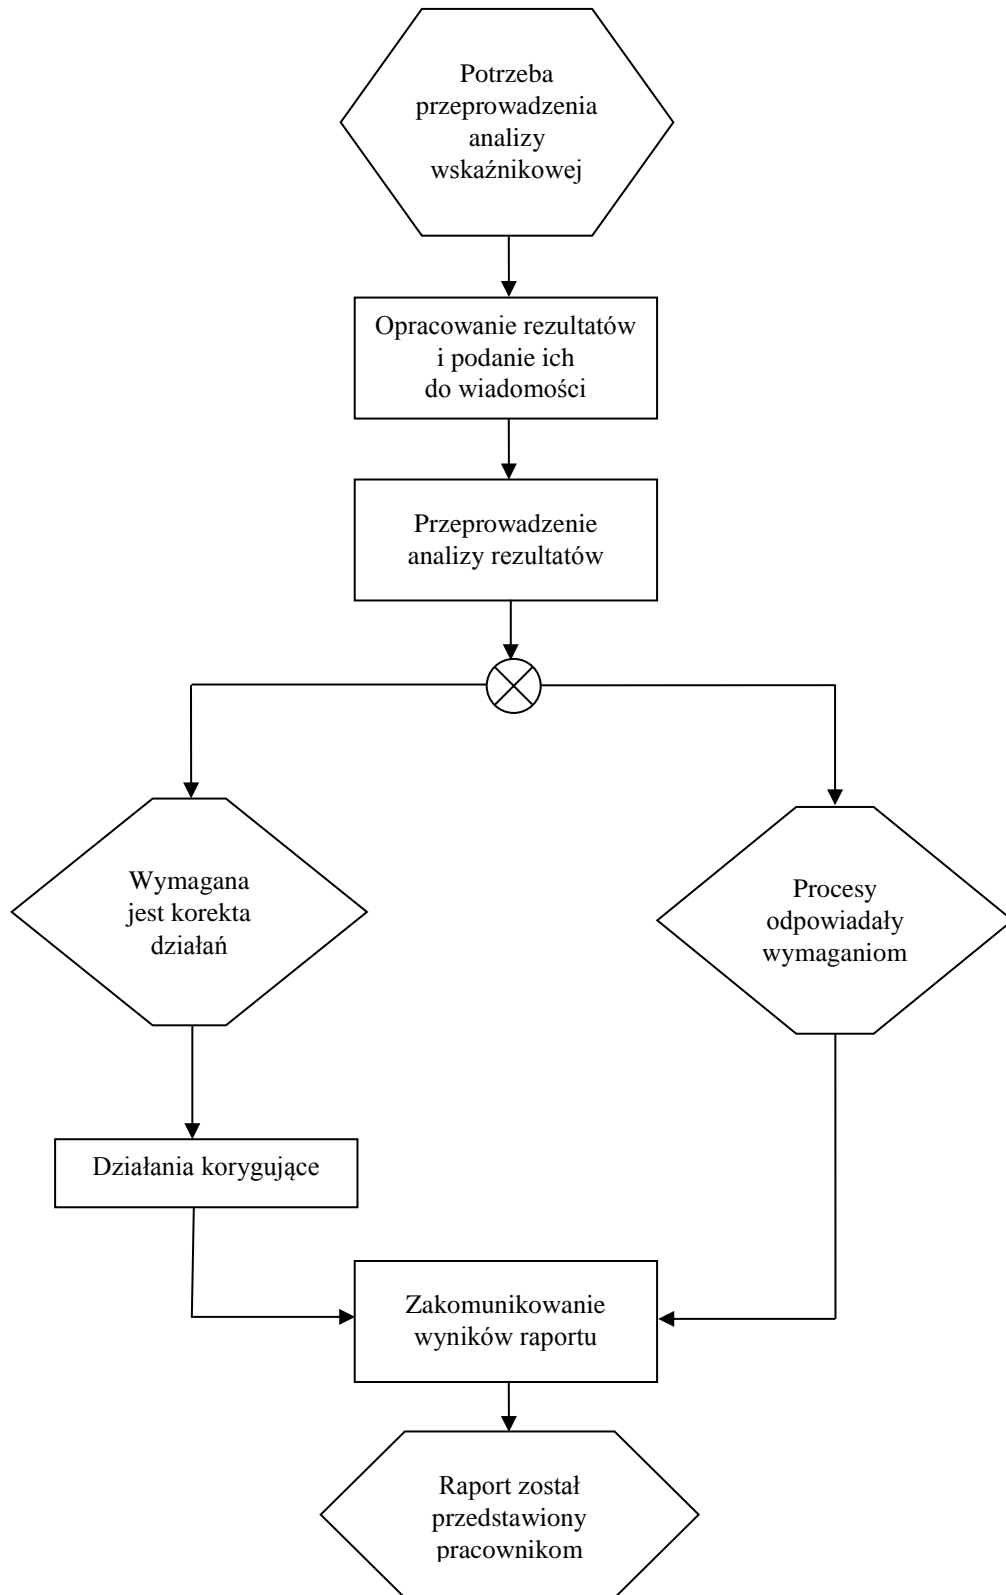 Potrzeba
przeprowadzenia
analizy
wskaźnikowej
Opracowanie rezultatów
i podanie ich
do wiadomości
Przeprowadzenie
analizy rezultatów
Wymagana
jest korekta
działań
Procesy
odpowiadały
wymaganiom
Działania korygujące
Zakomunikowanie
wyników raportu
Raport został
przedstawiony
pracownikom